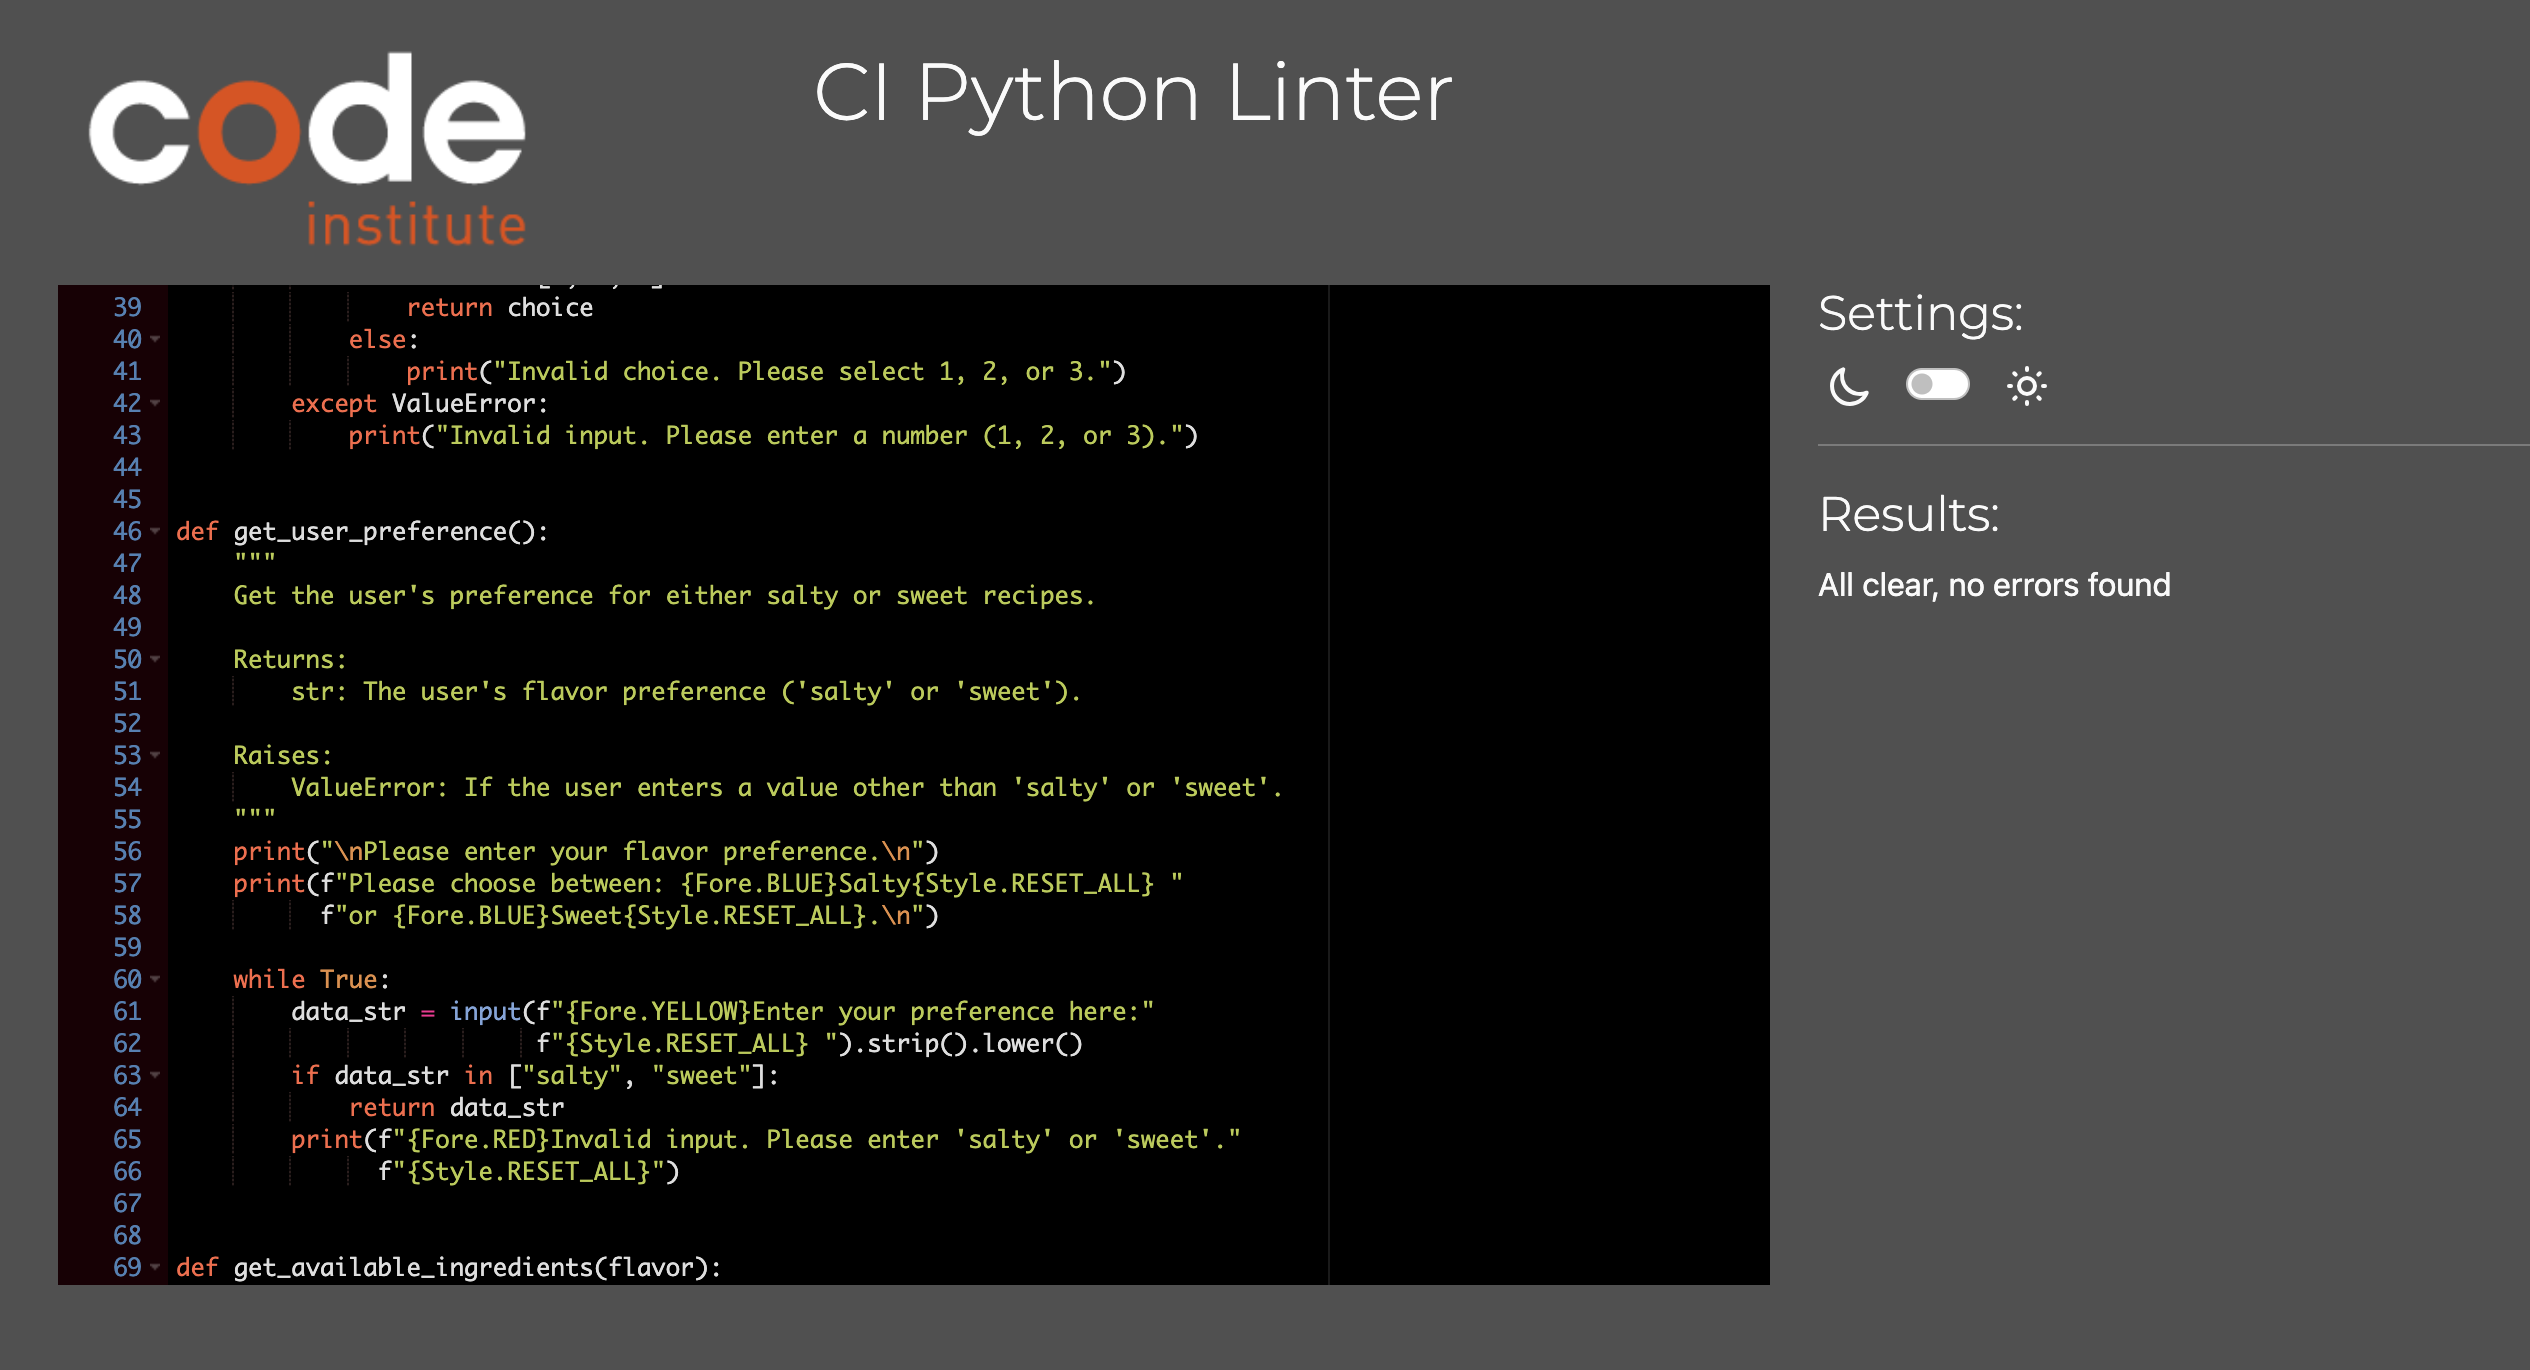 code
institute
CI Python Linter
39 return choice
40 else:
41 print("Invalid choice. Please select 1, 2, or 3.")
42 except ValueError:
43 print("Invalid input. Please enter a number (1, 2, or 3).")
44
45
46 def get_user_preference():
47 """
48 Get the user's preference for either salty or sweet recipes.
49
50 Returns:
51 str: The user's flavor preference ('salty' or 'sweet').
52
53 Raises:
54 ValueError: If the user enters a value other than 'salty' or 'sweet'.
55 """
56 print("\nPlease enter your flavor preference.\n")
57 print(f"Please choose between: {Fore.BLUE}Salty{Style.RESET_ALL} "
58 f"or {Fore.BLUE}Sweet{Style.RESET_ALL}.\n")
59
60 while True:
61 data_str = input(f"{Fore.YELLOW}Enter your preference here:"
62 f"{Style.RESET_ALL} ").strip().lower()
63 if data_str in ["salty", "sweet"]:
64 return data_str
65 print(f"{Fore.RED}Invalid input. Please enter 'salty' or 'sweet'."
66 f"{Style.RESET_ALL}")
67
68
69 def get_available_ingredients(flavor):
Settings:
Results:
All clear, no errors found